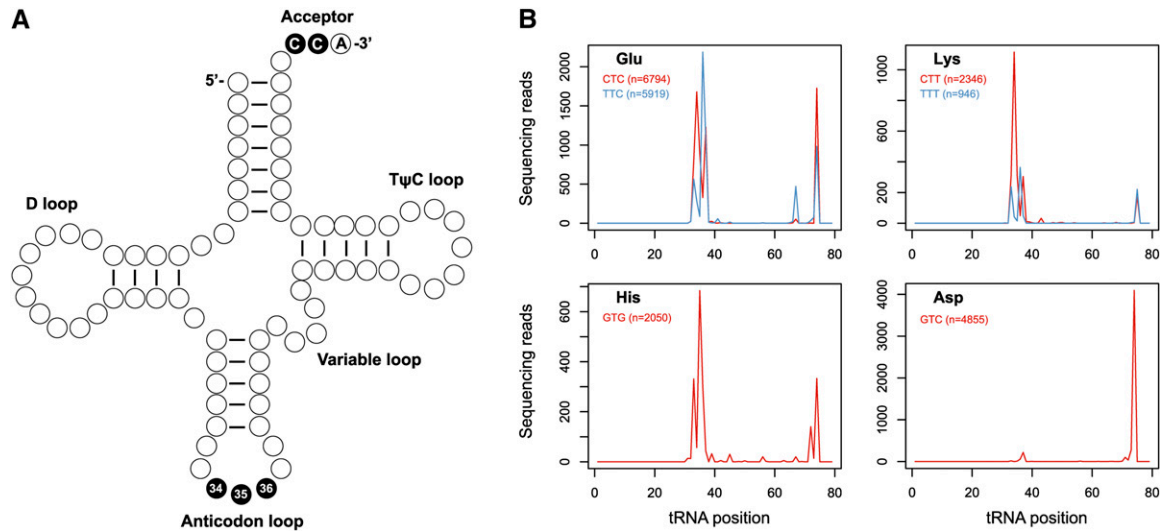 A
Acceptor
C C A -3'
5'-
TψC loop
D loop
Variable loop
34 35 36
Anticodon loop
B
Glu
CTC (n=6794)
TTC (n=5919)
Sequencing reads
0 500 1000 1500 2000
0 20 40 60 80
Lys
CTT (n=2346)
TTT (n=946)
0 200 600 1000
0 20 40 60 80
His
GTG (n=2050)
Sequencing reads
0 200 400 600
0 20 40 60 80
tRNA position
Asp
GTC (n=4855)
0 1000 2000 3000 4000
0 20 40 60 80
tRNA position